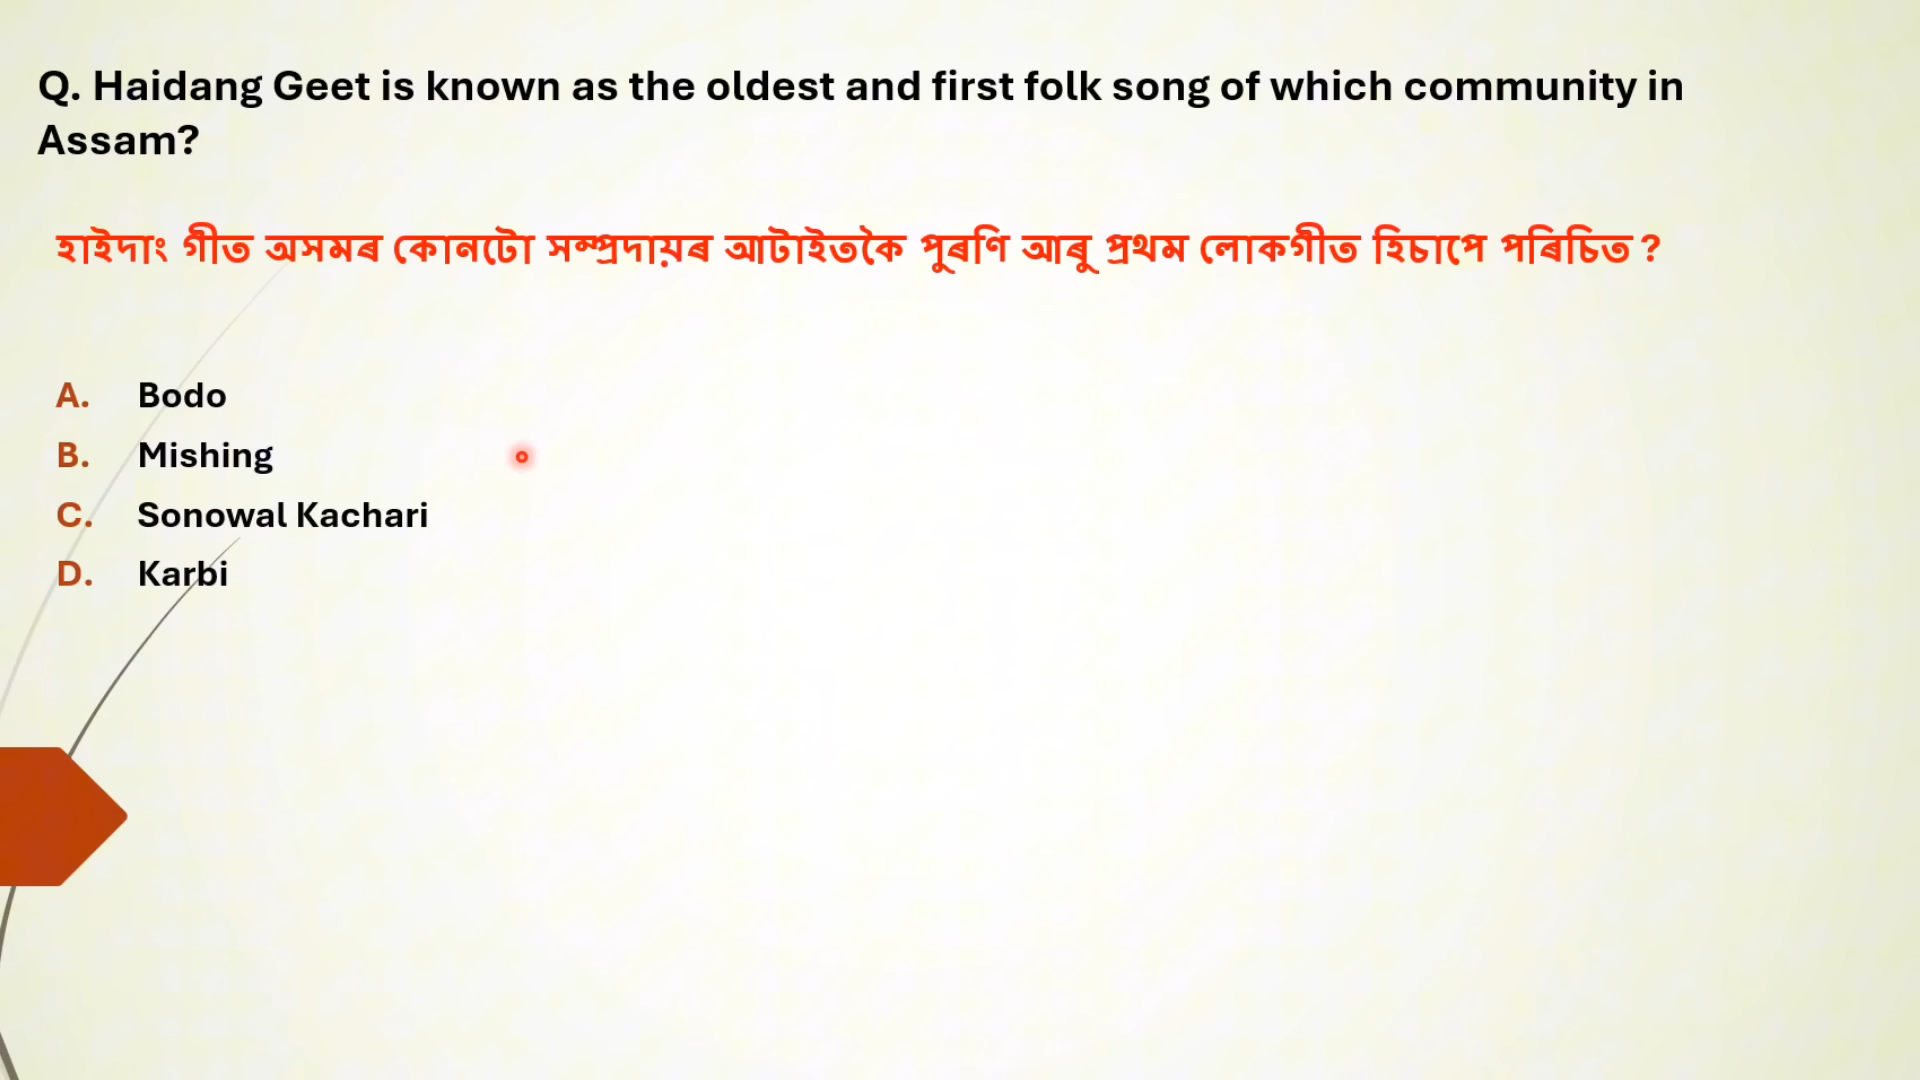 Q. Haidang Geet is known as the oldest and first folk song of which community in
Assam?
হাইদাং গীত অসমৰ কোনটো সম্প্ৰদায়ৰ আটাইতকৈ পুৰণি আৰু প্ৰথম লোকগীত হিচাপে পৰিচিত ?
A. Bodo
B. Mishing
C. Sonowal Kachari
D. Karbi